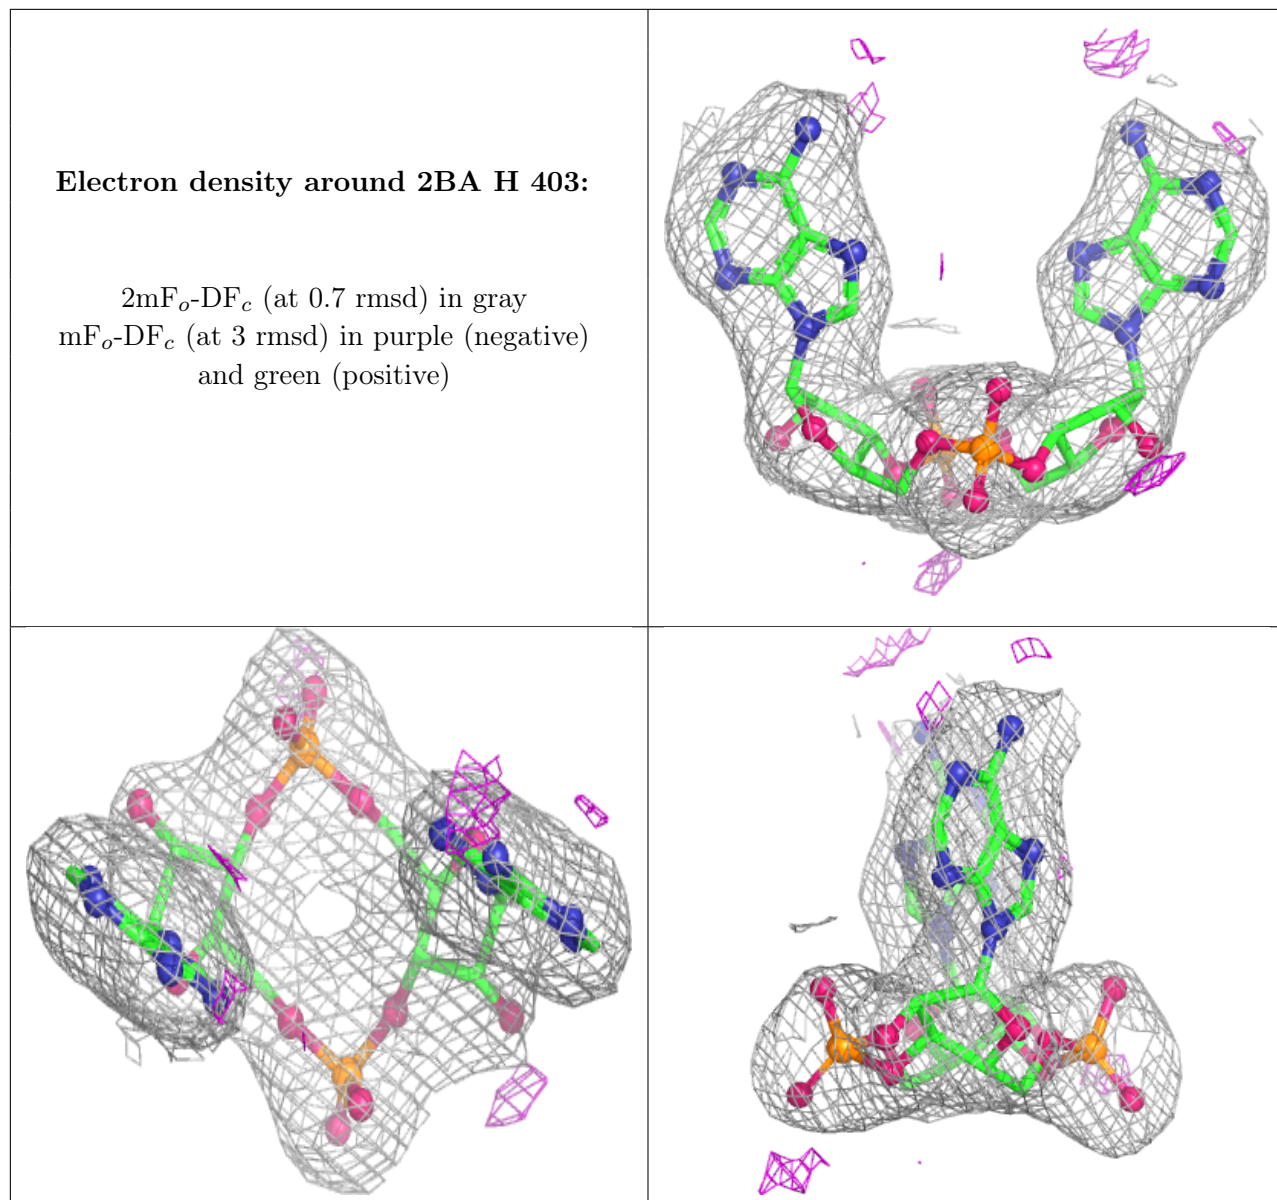 Electron density around 2BA H 403:
2mFₒ-DF𝒸 (at 0.7 rmsd) in gray
mFₒ-DF𝒸 (at 3 rmsd) in purple (negative)
and green (positive)